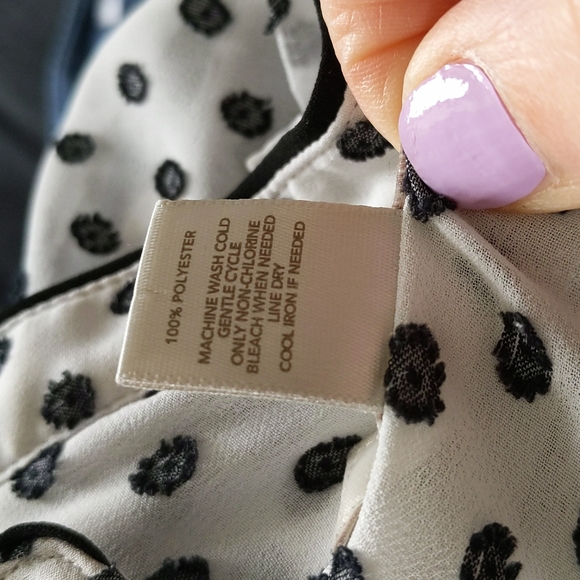 100% POLYESTER
MACHINE WASH COLD
GENTLE CYCLE
ONLY NON-CHLORINE
BLEACH WHEN NEEDED
LINE DRY
COOL IRON IF NEEDED